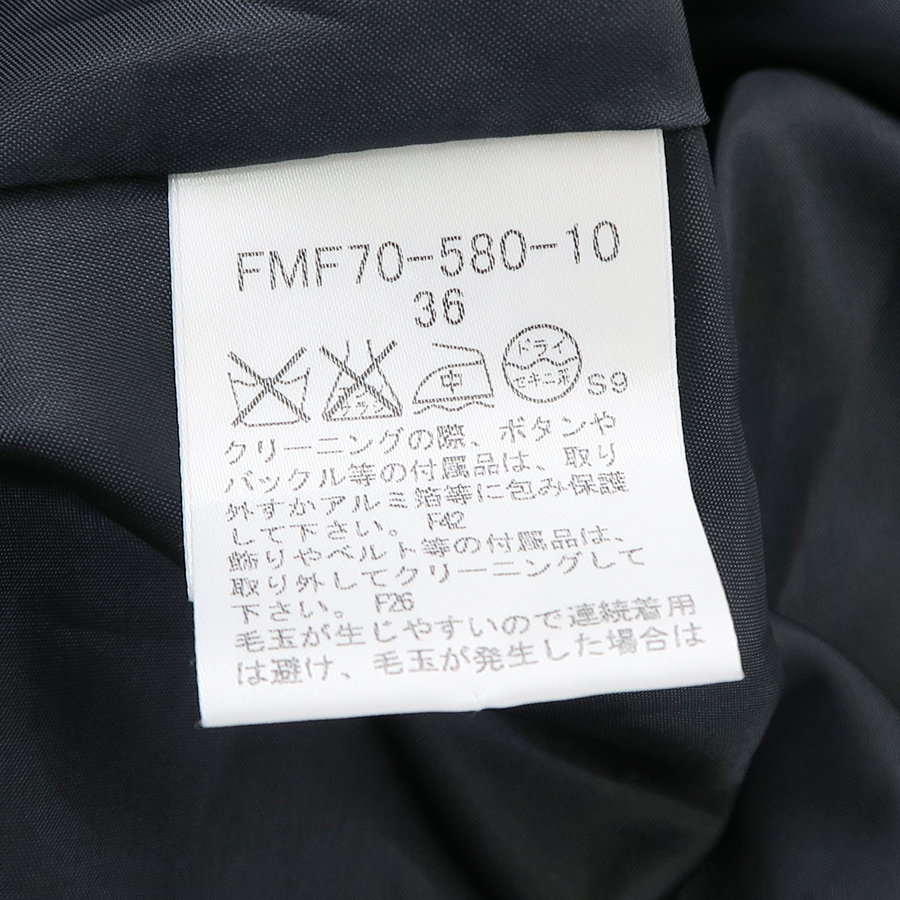 FMF70-580-10
36
エンソ
中
ドライ
セキユ系
S9
クリーニングの際、ボタンや
バックル等の付属品は、取り
外すかアルミ箔等に包み保護
して下さい。 F42
飾りやベルト等の付属品は、
取り外してクリーニングして
下さい。 F26
毛玉が生じやすいので連続着用
は避け、毛玉が発生した場合は